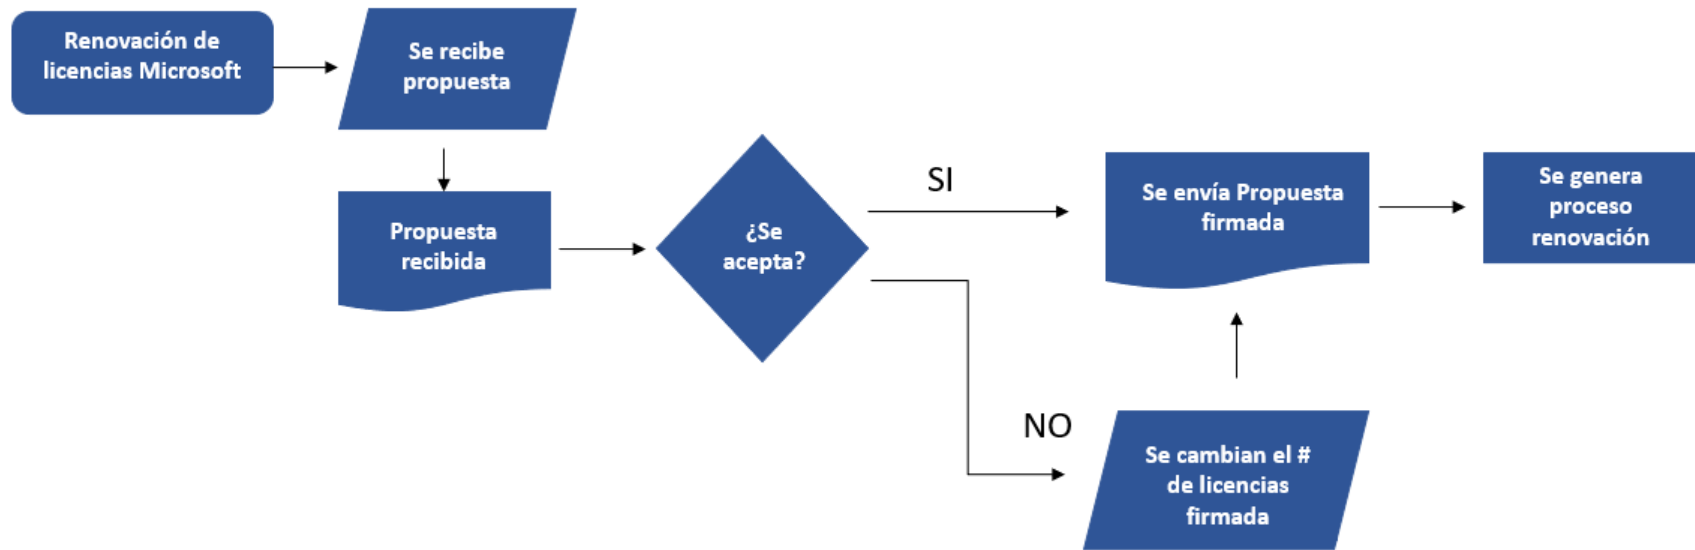 Renovación de
licencias Microsoft
Se recibe
propuesta
Propuesta
recibida
¿Se
acepta?
SI
Se envía Propuesta
firmada
Se genera
proceso
renovación
NO
Se cambian el #
de licencias
firmada